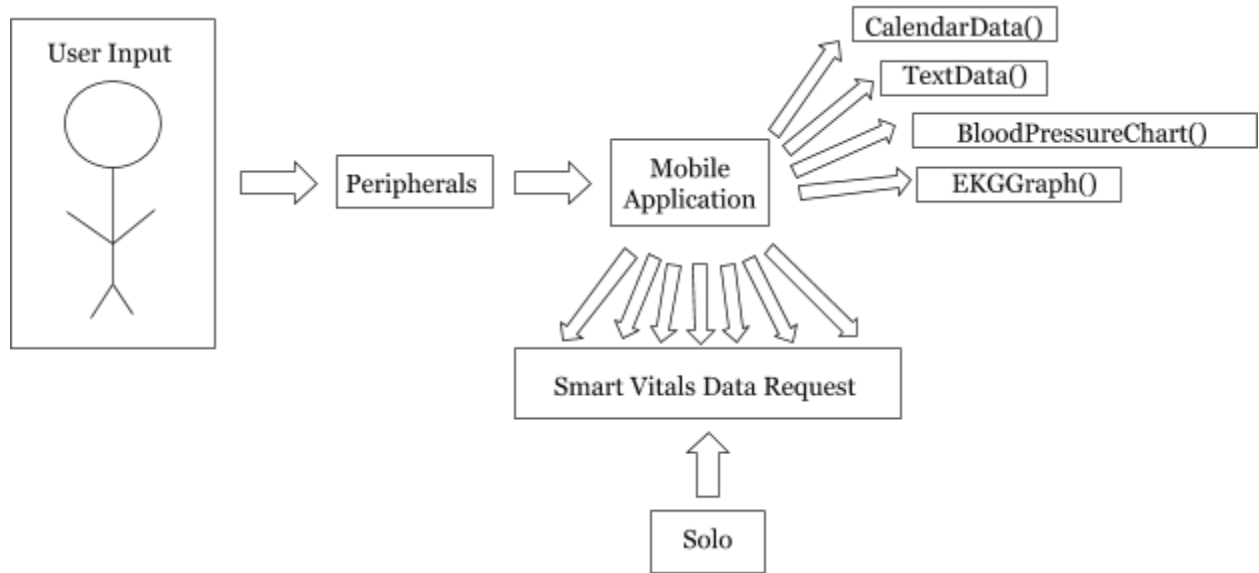 User Input
Peripherals
Mobile
Application
CalendarData()
TextData()
BloodPressureChart()
EKGGraph()
Smart Vitals Data Request
Solo